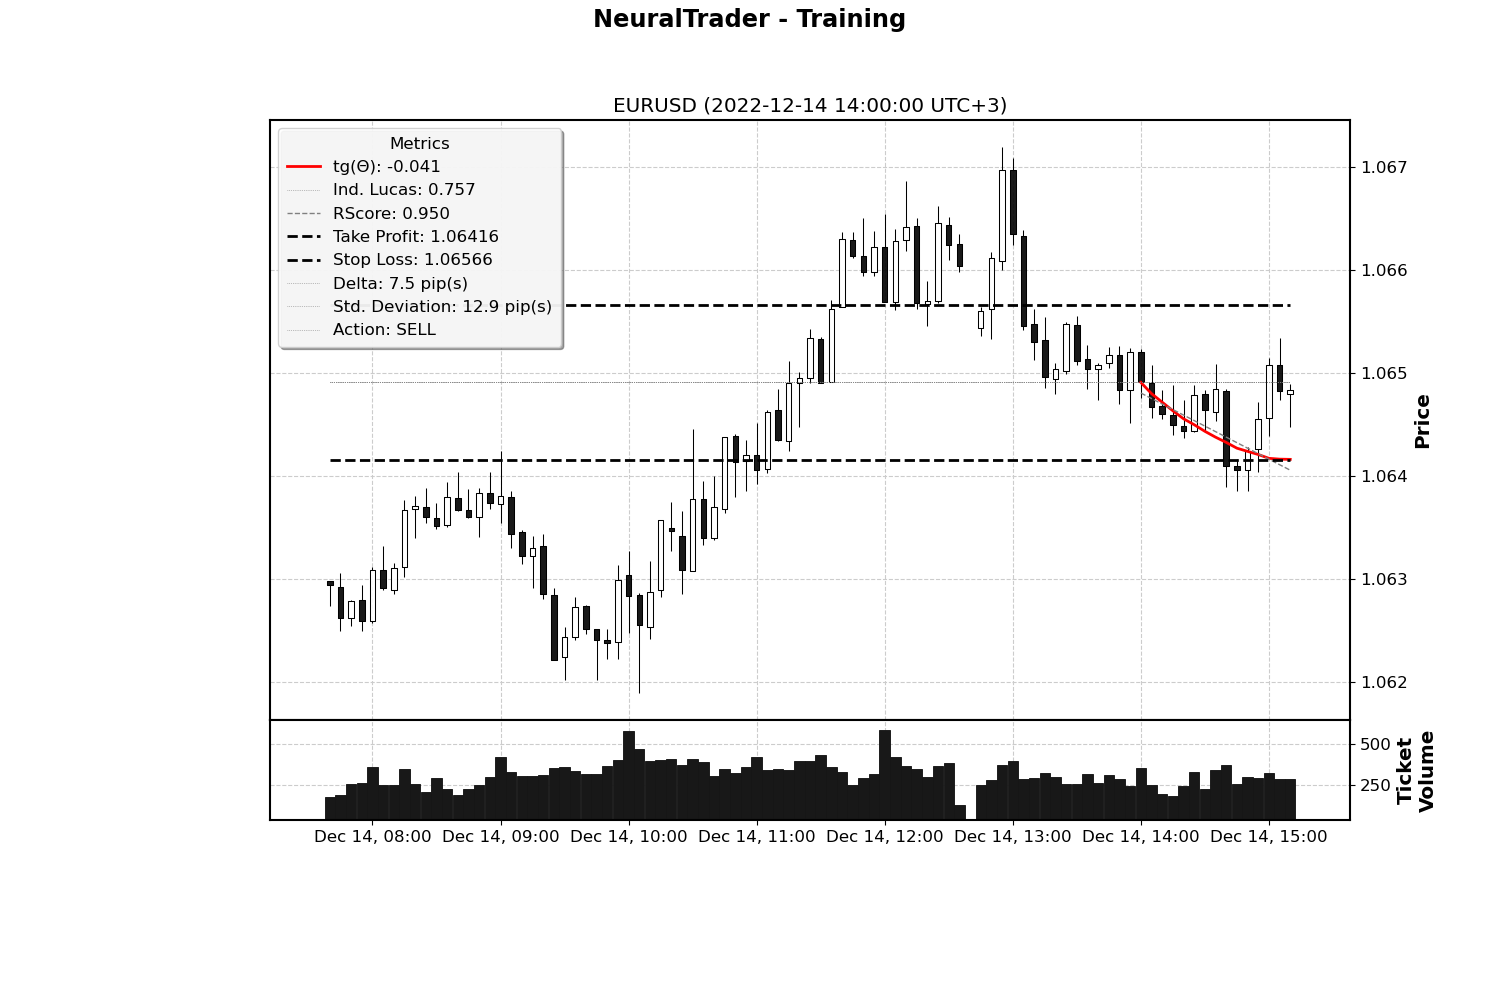 NeuralTrader - Training
EURUSD (2022-12-14 14:00:00 UTC+3)
Metrics
tg(Θ): -0.041
Ind. Lucas: 0.757
RScore: 0.950
Take Profit: 1.06416
Stop Loss: 1.06566
Delta: 7.5 pip(s)
Std. Deviation: 12.9 pip(s)
Action: SELL
1.067
1.066
1.065
1.064
1.063
1.062
Price
500
250
Ticket
Volume
Dec 14, 08:00 Dec 14, 09:00 Dec 14, 10:00 Dec 14, 11:00 Dec 14, 12:00 Dec 14, 13:00 Dec 14, 14:00 Dec 14, 15:00